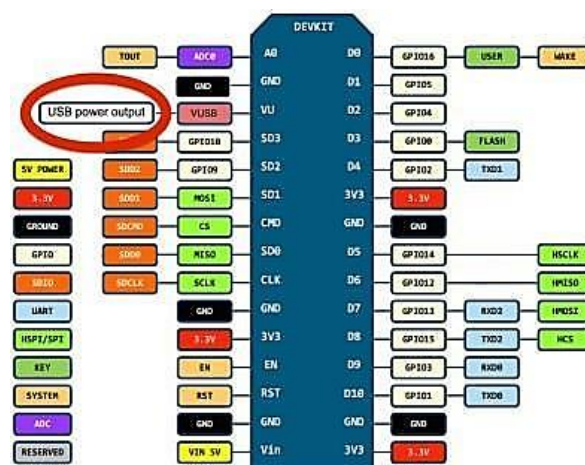 DEVKIT
TOUT ADC0 A0 D0 GPIO16 USER WAKE
GND GND D1 GPIO5
USB power output VUSB VU D2 GPIO4
GPIO10 SD3 D3 GPIO0 FLASH
5V POWER SDD2 GPIO9 SD2 D4 GPIO2 TXD1
3.3V SDD1 MOSI SD1 3V3 3.3V
GROUND SDCMD CS CMD GND GND
GPIO SDD0 MISO SD0 D5 GPIO14 HSCLK
SDIO SDCLK SCLK CLK D6 GPIO12 HMISO
UART GND GND D7 GPIO13 RXD2 HMOSI
HSPI/SPI 3.3V 3V3 D8 GPIO15 TXD2 HCS
KEY EN EN D9 GPIO3 RXD0
SYSTEM RST RST D10 GPIO1 TXD0
ADC GND GND GND GND
RESERVED VIN 5V Vin 3V3 3.3V